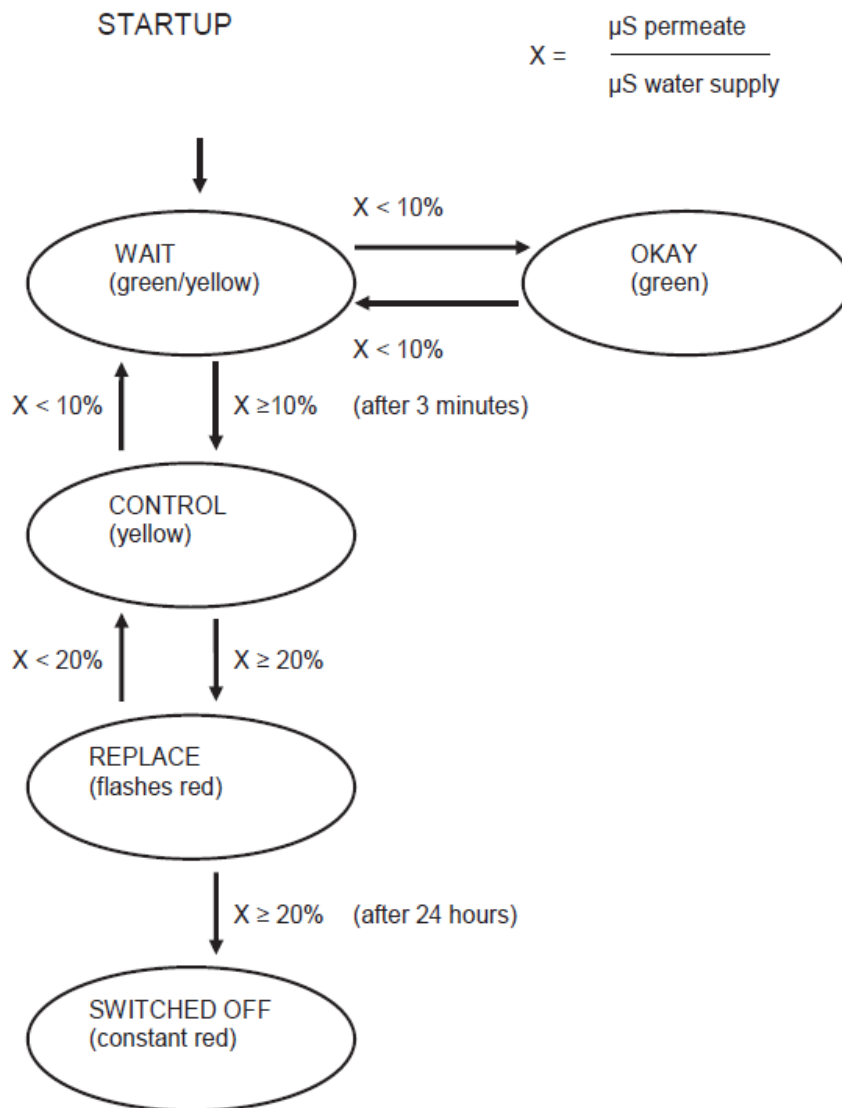 STARTUP
X =
µS permeate
µS water supply
X < 10%
WAIT
(green/yellow)
OKAY
(green)
X < 10%
X < 10%
X ≥10%
(after 3 minutes)
CONTROL
(yellow)
X < 20%
X ≥ 20%
REPLACE
(flashes red)
X ≥ 20%
(after 24 hours)
SWITCHED OFF
(constant red)